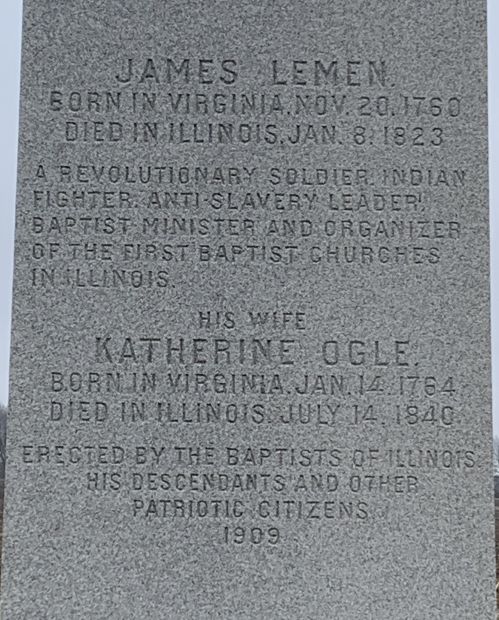 JAMES LEMEN.
BORN IN VIRGINIA, NOV. 20, 1760
DIED IN ILLINOIS, JAN. 8, 1823
A REVOLUTIONARY SOLDIER, INDIAN
FIGHTER, ANTI-SLAVERY LEADER,
BAPTIST MINISTER AND ORGANIZER
OF THE FIRST BAPTIST CHURCHES
IN ILLINOIS.
HIS WIFE
KATHERINE OGLE.
BORN IN VIRGINIA, JAN. 14, 1764
DIED IN ILLINOIS, JULY 14, 1840
ERECTED BY THE BAPTISTS OF ILLINOIS
HIS DESCENDANTS AND OTHER
PATRIOTIC CITIZENS
1909